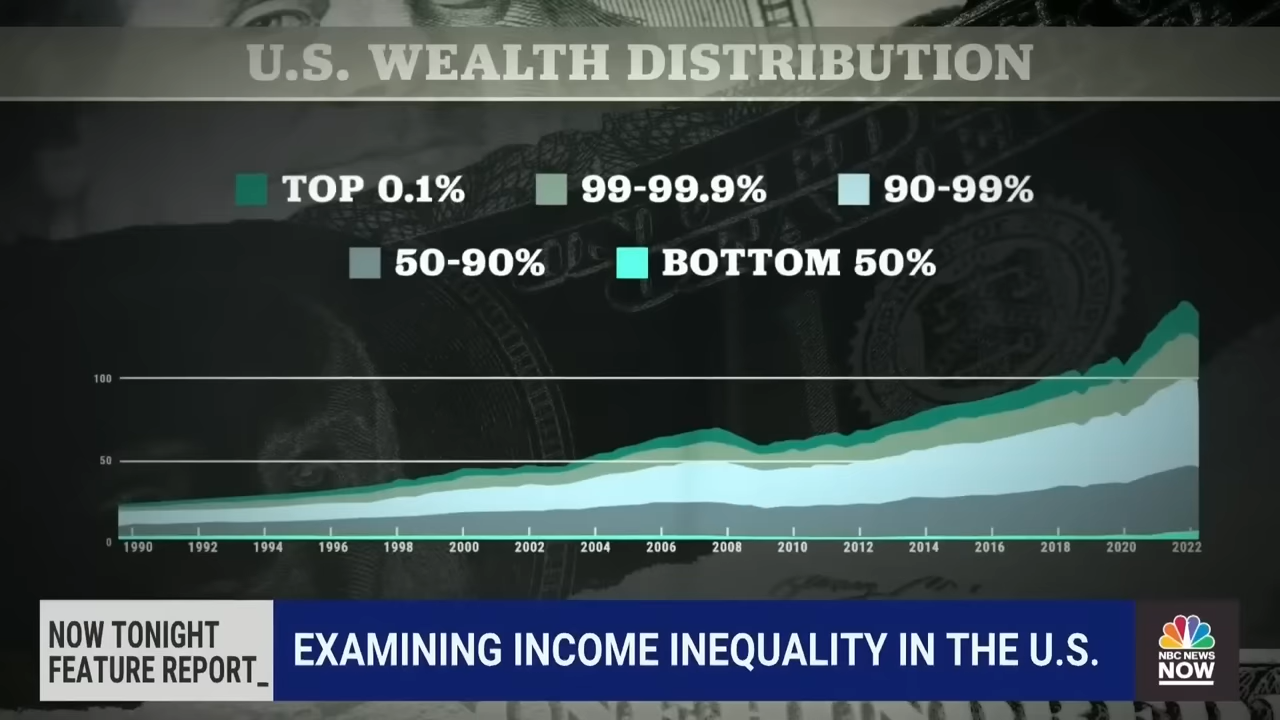 U.S. WEALTH DISTRIBUTION
TOP 0.1% 99-99.9% 90-99%
50-90% BOTTOM 50%
100
50
0
1990 1992 1994 1996 1998 2000 2002 2004 2006 2008 2010 2012 2014 2016 2018 2020 2022
NOW TONIGHT
FEATURE REPORT_
EXAMINING INCOME INEQUALITY IN THE U.S.
NBC NEWS
NOW